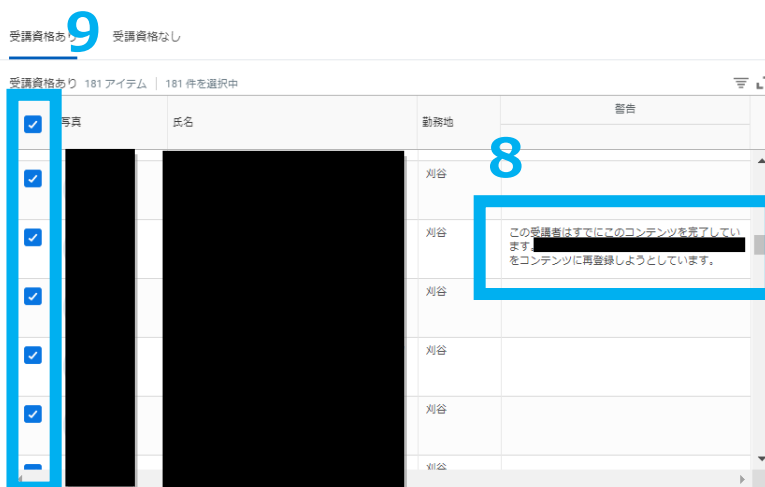 受講資格あり 受講資格なし
9
受講資格あり 181 アイテム | 181 件を選択中
写真 氏名 勤務地 警告
8
刈谷
刈谷 この受講者はすでにこのコンテンツを完了してい
ます。
をコンテンツに再登録しようとしています。
刈谷
刈谷
刈谷
刈谷